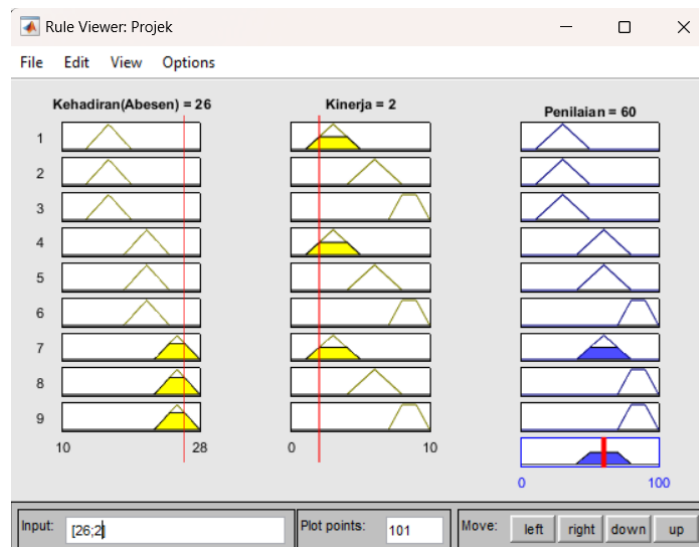 Rule Viewer: Projek
File Edit View Options
Kehadiran(Abesen) = 26
Kinerja = 2
Penilaian = 60
1
2
3
4
5
6
7
8
9
10 28
0 10
0 100
Input: [26;2]
Plot points: 101
Move: left right down up